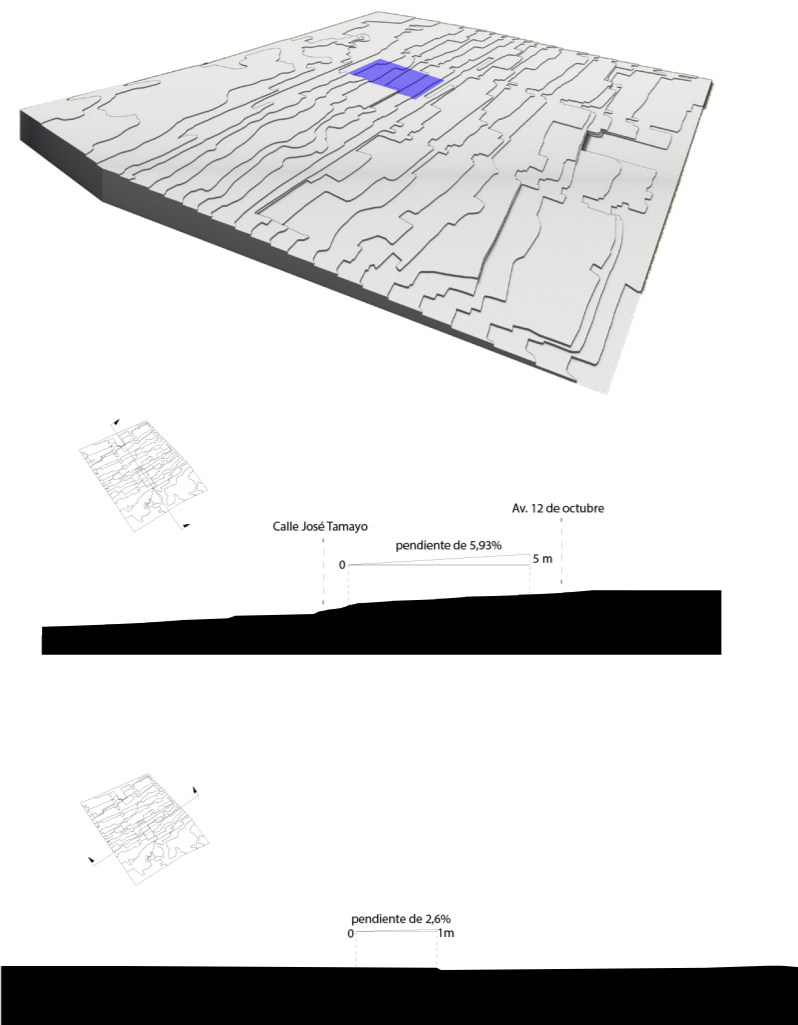 Av. 12 de octubre
Calle José Tamayo
pendiente de 5,93%
0
5 m
pendiente de 2,6%
0
1m